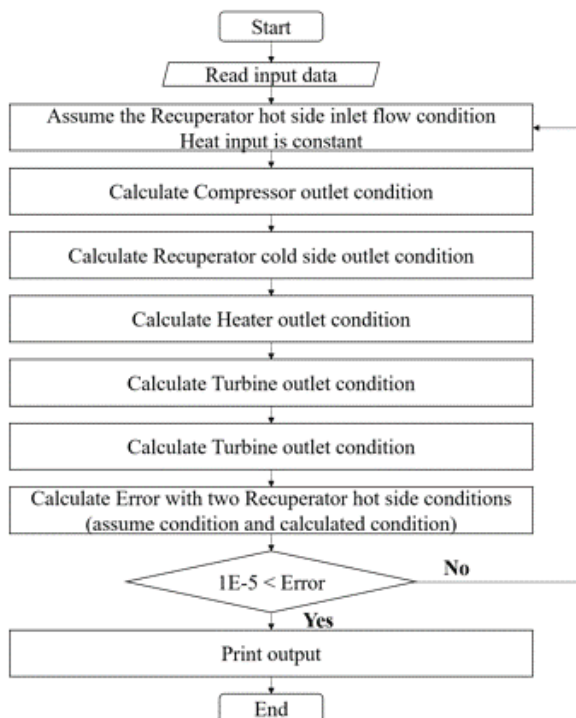 Start
Read input data
Assume the Recuperator hot side inlet flow condition
Heat input is constant
Calculate Compressor outlet condition
Calculate Recuperator cold side outlet condition
Calculate Heater outlet condition
Calculate Turbine outlet condition
Calculate Turbine outlet condition
Calculate Error with two Recuperator hot side conditions
(assume condition and calculated condition)
1E-5 < Error
No
Yes
Print output
End